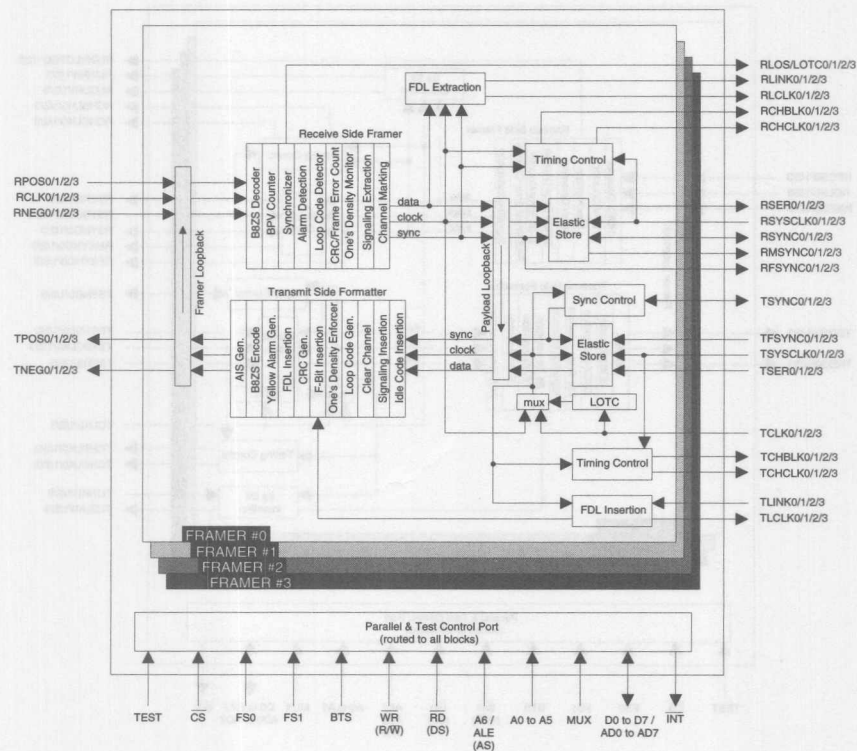 RLOS/LOTC0/1/2/3
RLINK0/1/2/3
RLCLK0/1/2/3
RCHBLK0/1/2/3
RCHCLK0/1/2/3
FDL Extraction
Receive Side Framer
Timing Control
RPOS0/1/2/3
RCLK0/1/2/3
RNEG0/1/2/3
Framer Loopback
B8ZS Decoder
BPV Counter
Synchronizer
Alarm Detection
Loop Code Detector
CRC/Frame Error Count
One's Density Monitor
Signaling Extraction
Channel Marking
data
clock
sync
Payload Loopback
Elastic
Store
RSER0/1/2/3
RSYSCLK0/1/2/3
RSYNC0/1/2/3
RMSYNC0/1/2/3
RFSYNC0/1/2/3
Transmit Side Formatter
Sync Control
TSYNC0/1/2/3
TPOS0/1/2/3
TNEG0/1/2/3
AIS Gen.
B8ZS Encode
Yellow Alarm Gen.
FDL Insertion
CRC Gen.
F-Bit Insertion
One's Density Enforcer
Loop Code Gen.
Clear Channel
Signaling Insertion
Idle Code Insertion
sync
clock
data
Elastic
Store
TFSYNC0/1/2/3
TSYSCLK0/1/2/3
TSER0/1/2/3
mux
LOTC
TCLK0/1/2/3
Timing Control
TCHBLK0/1/2/3
TCHCLK0/1/2/3
FDL Insertion
TLINK0/1/2/3
TLCLK0/1/2/3
FRAMER #0
FRAMER #1
FRAMER #2
FRAMER #3
Parallel & Test Control Port
(routed to all blocks)
TEST
CS
FS0
FS1
BTS
WR
(R/W)
RD
(DS)
A6 /
ALE
(AS)
A0 to A5
MUX
D0 to D7 /
AD0 to AD7
INT